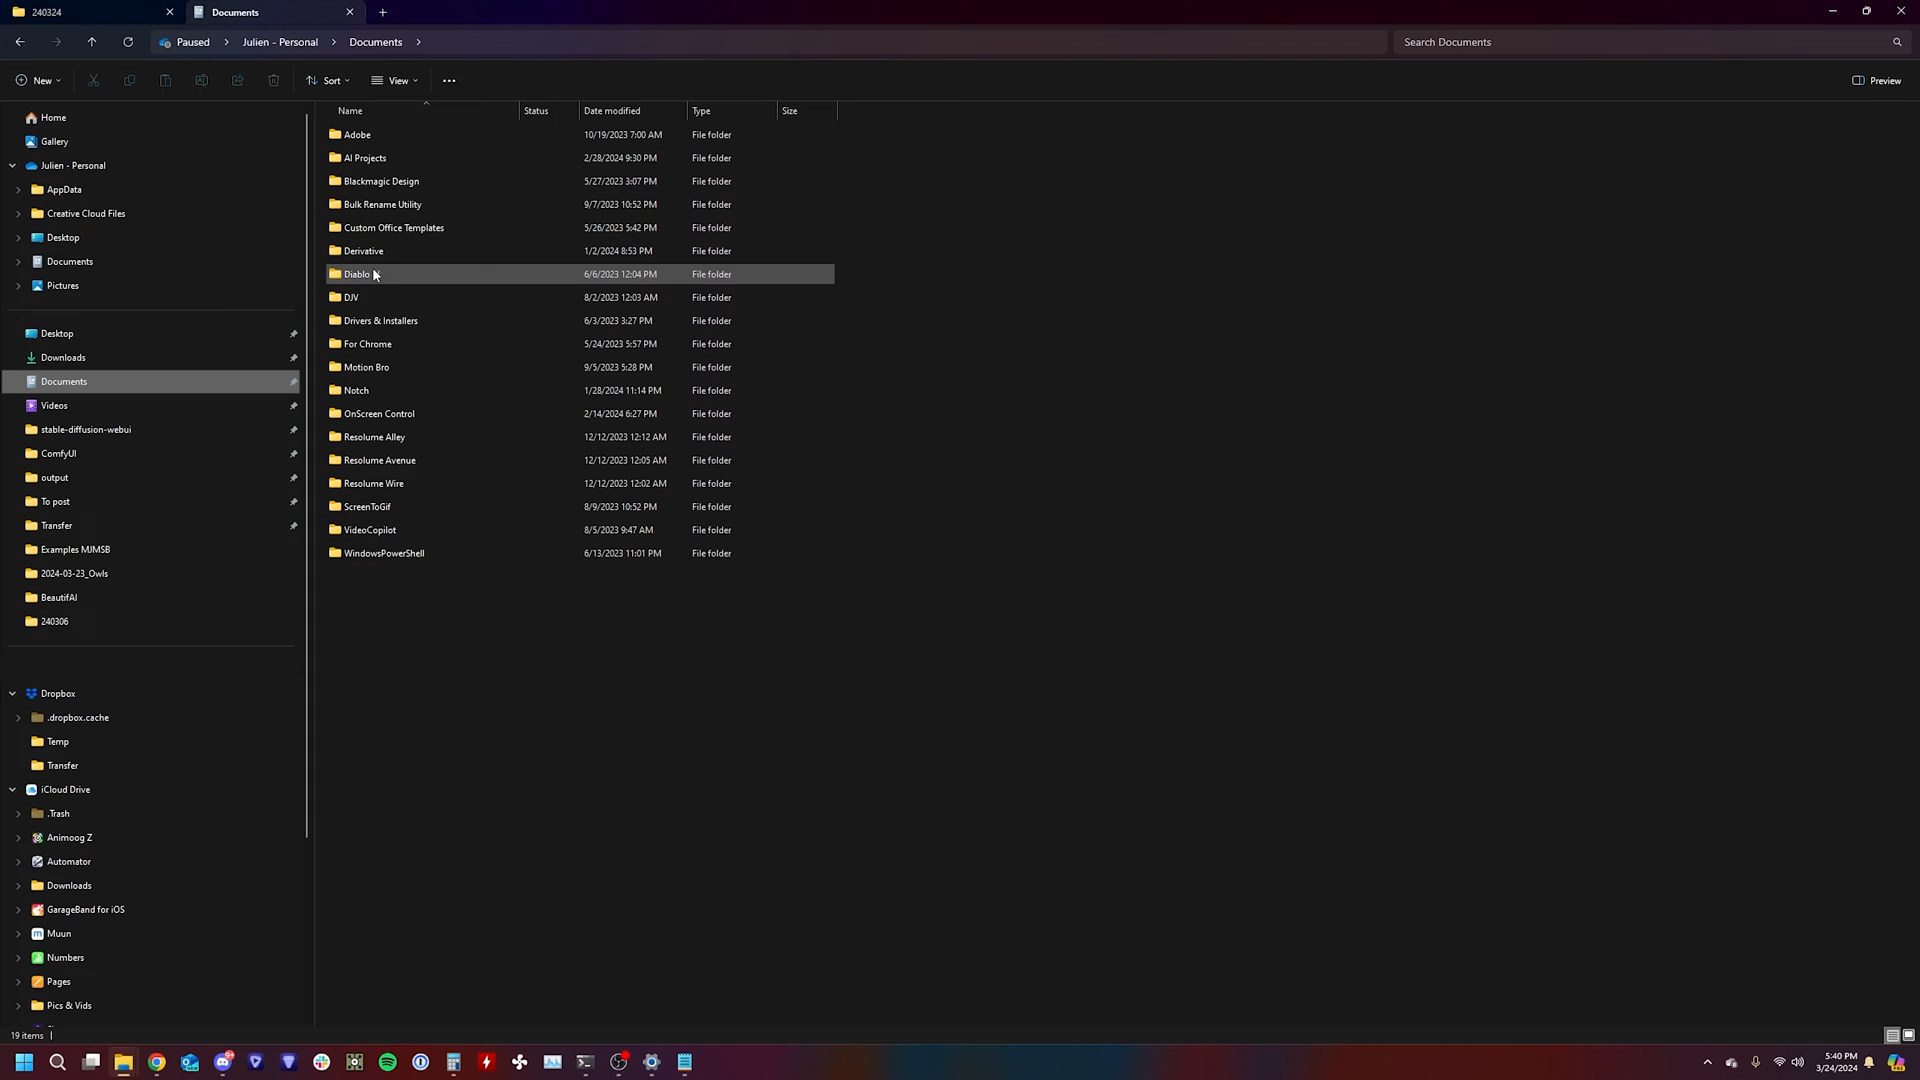 240324
Documents
Paused
Julien - Personal
Documents
Search Documents
New
Sort
View
Preview
Name
Status
Date modified
Type
Size
Home
Gallery
Julien - Personal
AppData
Creative Cloud Files
Desktop
Documents
Pictures
Desktop
Downloads
Documents
Videos
stable-diffusion-webui
ComfyUI
output
To post
Transfer
Examples MJMSB
2024-03-23_Owls
BeautifAI
240306
Dropbox
.dropbox.cache
Temp
Transfer
iCloud Drive
.Trash
Animoog Z
Automator
Downloads
GarageBand for iOS
Muun
Numbers
Pages
Pics & Vids
Adobe 10/19/2023 7:00 AM File folder
AI Projects 2/28/2024 9:30 PM File folder
Blackmagic Design 5/27/2023 3:07 PM File folder
Bulk Rename Utility 9/7/2023 10:52 PM File folder
Custom Office Templates 5/26/2023 5:42 PM File folder
Derivative 1/2/2024 8:53 PM File folder
Diablo 6/6/2023 12:04 PM File folder
DJV 8/2/2023 12:03 AM File folder
Drivers & Installers 6/3/2023 3:27 PM File folder
For Chrome 5/24/2023 5:57 PM File folder
Motion Bro 9/5/2023 5:28 PM File folder
Notch 1/28/2024 11:14 PM File folder
OnScreen Control 2/14/2024 6:27 PM File folder
Resolume Alley 12/12/2023 12:12 AM File folder
Resolume Avenue 12/12/2023 12:05 AM File folder
Resolume Wire 12/12/2023 12:02 AM File folder
ScreenToGif 8/9/2023 10:52 PM File folder
VideoCopilot 8/5/2023 9:47 AM File folder
WindowsPowerShell 6/13/2023 11:01 PM File folder
19 items
5:40 PM
3/24/2024